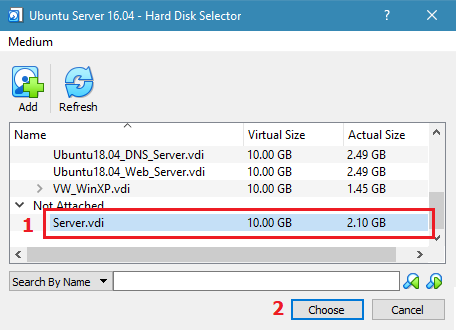 Ubuntu Server 16.04 - Hard Disk Selector
Medium
Add Refresh
Name Virtual Size Actual Size
Ubuntu18.04_DNS_Server.vdi 10.00 GB 2.49 GB
Ubuntu18.04_Web_Server.vdi 10.00 GB 2.49 GB
VW_WinXP.vdi 10.00 GB 1.45 GB
Not Attached
1 Server.vdi 10.00 GB 2.10 GB
Search By Name
2 Choose Cancel